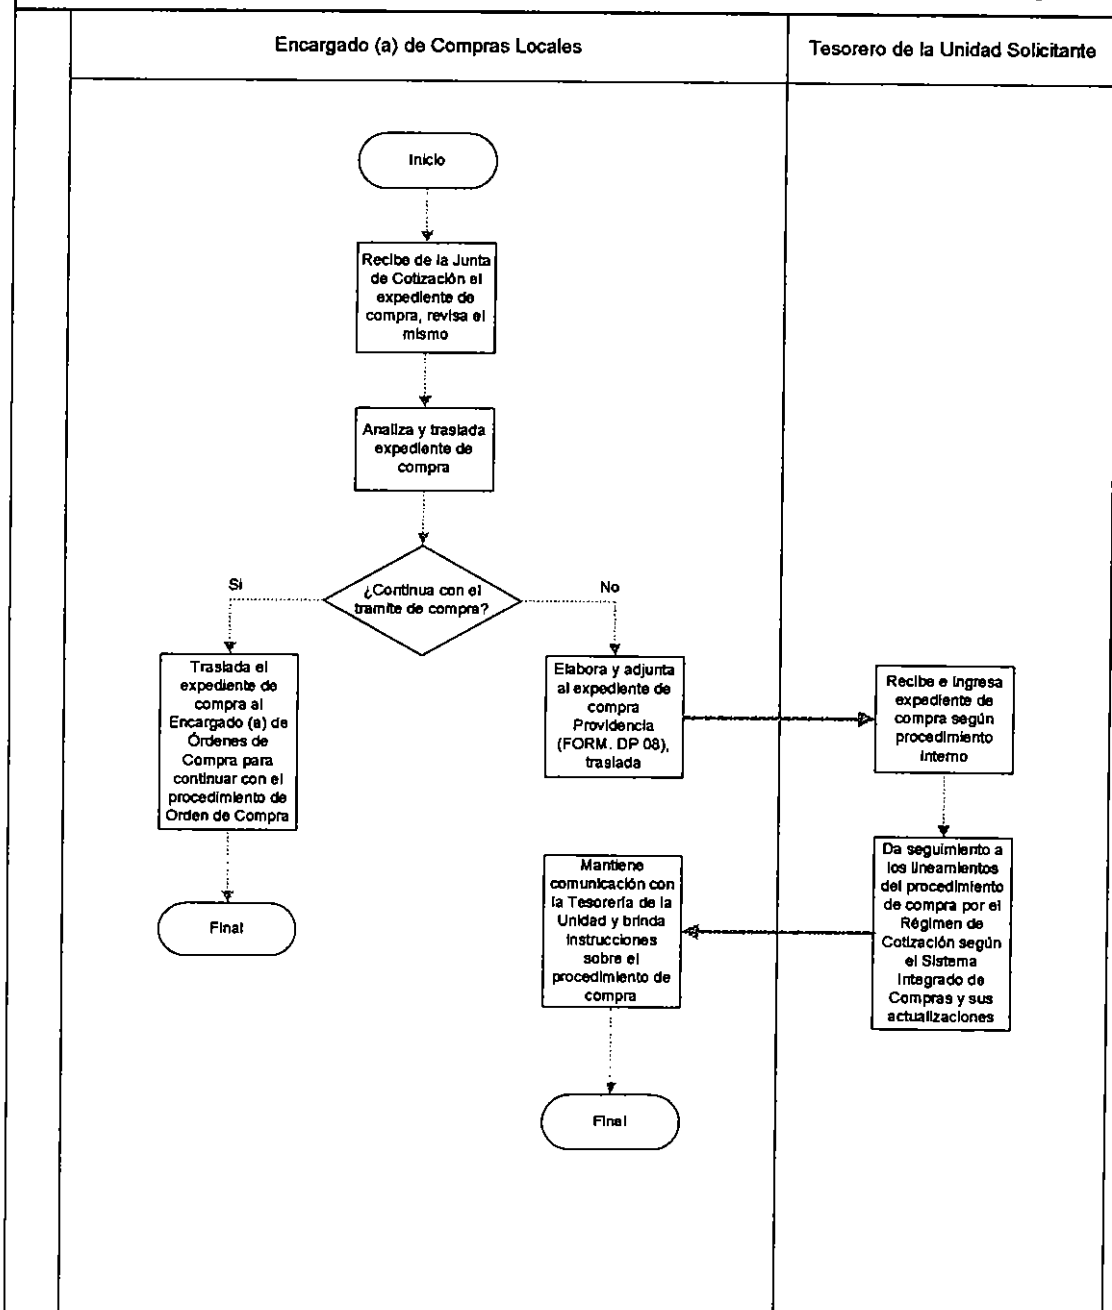 Encargado (a) de Compras Locales
Tesorero de la Unidad Solicitante
Inicio
Recibe de la Junta
de Cotización el
expediente de
compra, revisa el
mismo
Analiza y traslada
expediente de
compra
¿Continua con el
tramite de compra?
Si
No
Traslada el
expediente de
compra al
Encargado (a) de
Órdenes de
Compra para
continuar con el
procedimiento de
Orden de Compra
Final
Elabora y adjunta
al expediente de
compra
Providencia
(FORM. DP 08),
traslada
Recibe e ingresa
expediente de
compra según
procedimiento
interno
Da seguimiento a
los lineamientos
del procedimiento
de compra por el
Régimen de
Cotización según
el Sistema
Integrado de
Compras y sus
actualizaciones
Mantiene
comunicación con
la Tesorería de la
Unidad y brinda
instrucciones
sobre el
procedimiento de
compra
Final